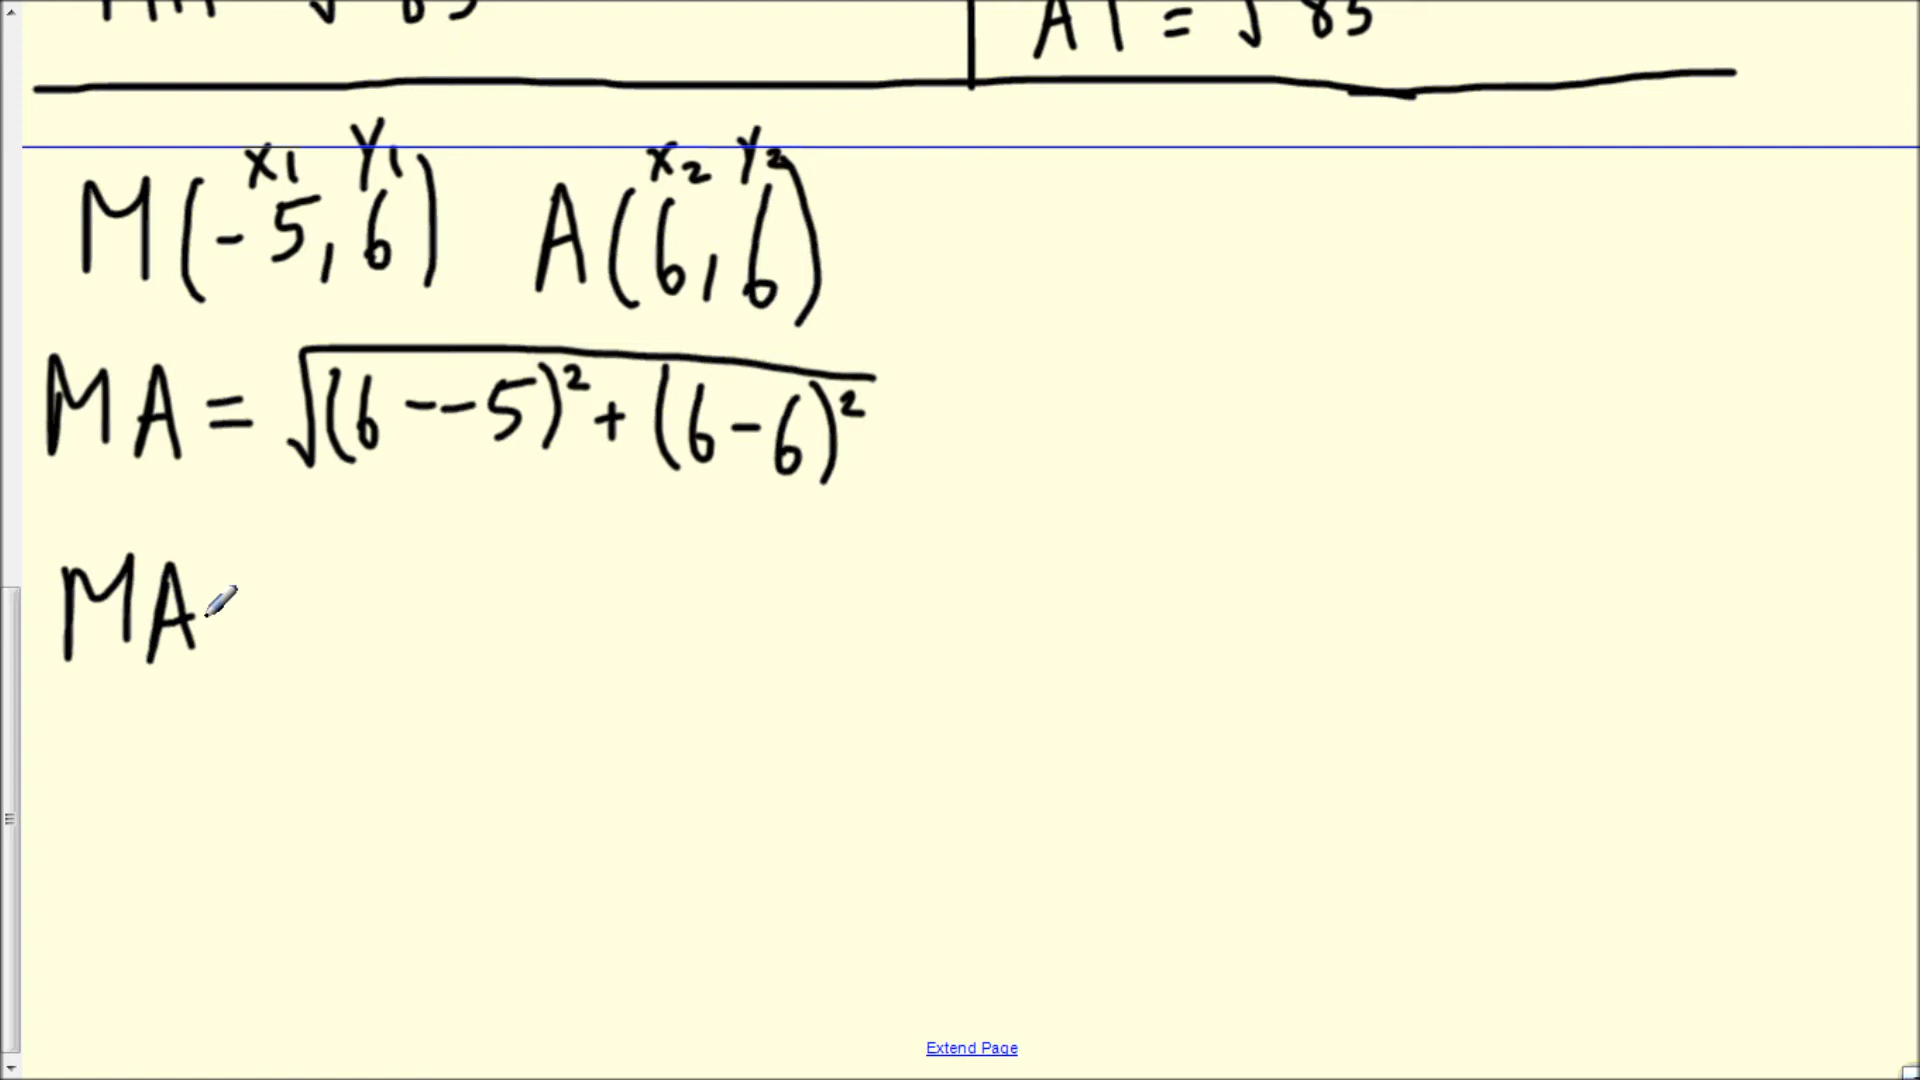 AT = √85
x1 y1 x2 y2
M(-5, 6) A(6, 6)
MA = √(6 - -5)² + (6 - 6)²
MA
Extend Page